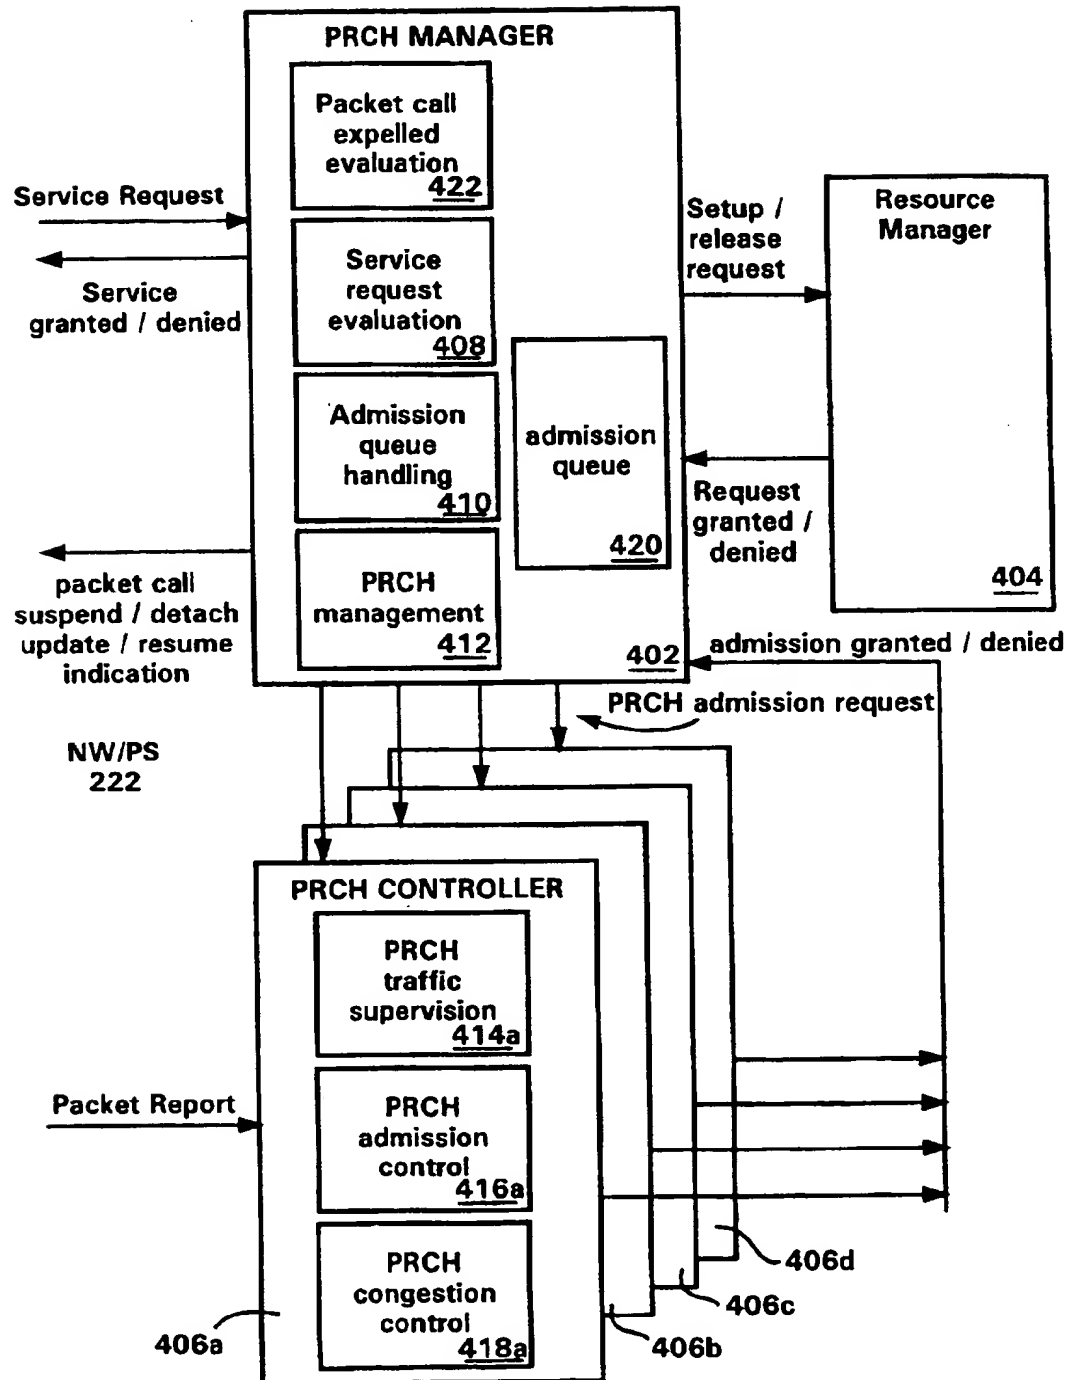 PRCH MANAGER
Packet call
expelled
evaluation
422
Service Request
Service
granted / denied
Service
request
evaluation
408
Admission
queue
handling
410
admission
queue
420
PRCH
management
412
402
Setup /
release
request
Resource
Manager
404
Request
granted /
denied
packet call
suspend / detach
update / resume
indication
admission granted / denied
PRCH admission request
NW/PS
222
PRCH CONTROLLER
PRCH
traffic
supervision
414a
Packet Report
PRCH
admission
control
416a
PRCH
congestion
control
418a
406a
406b
406c
406d